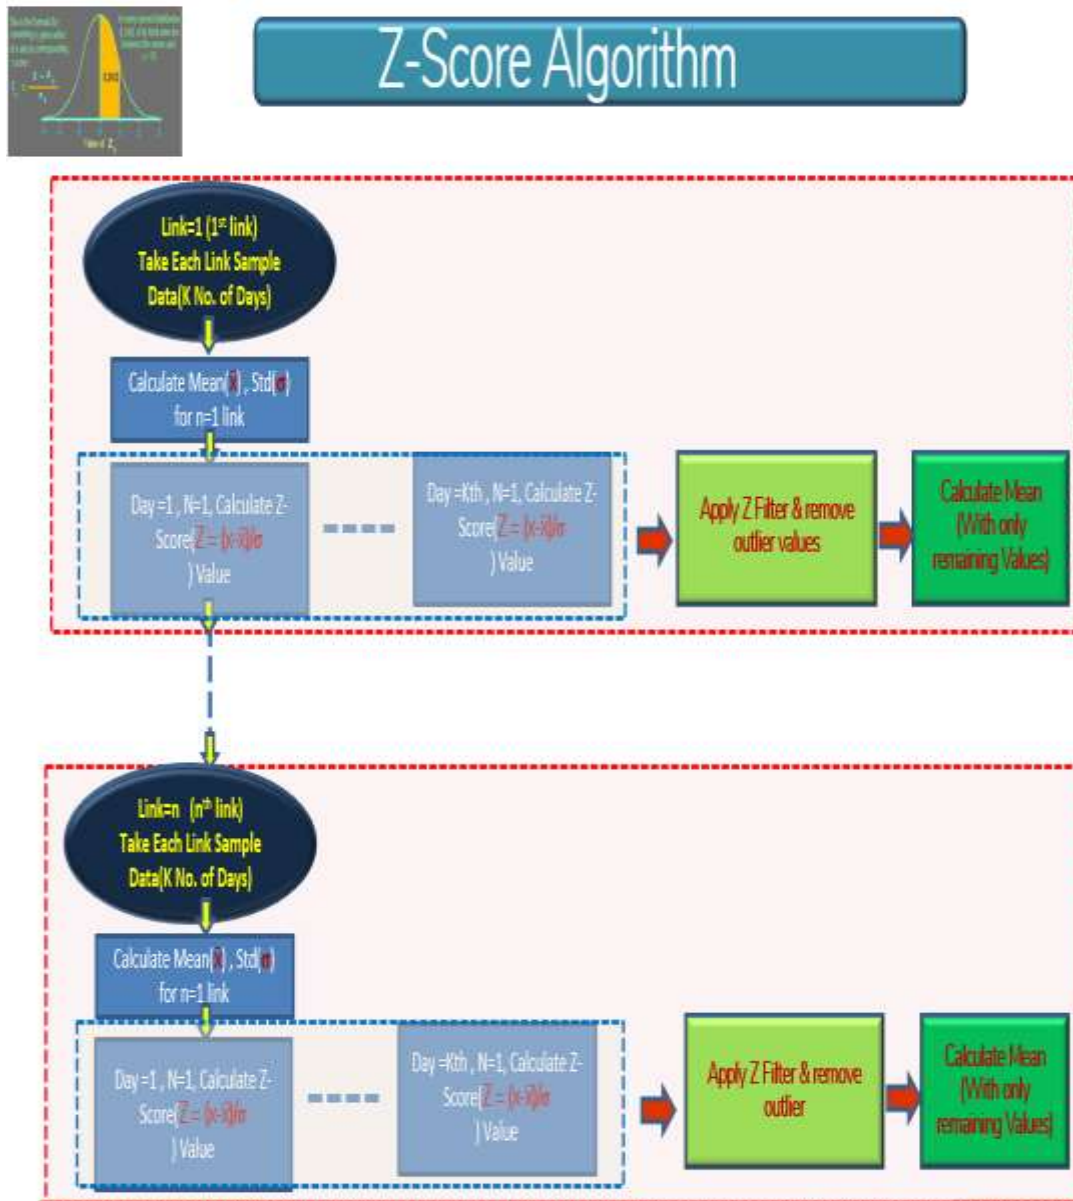 Z-Score Algorithm
Value of Z
Link=1 (1st link)
Take Each Link Sample
Data(K No. of Days)
Calculate Mean(x̄) , Std(σ)
for n=1 link
Day =1 , N=1, Calculate Z-
Score(Z = (x-x̄)/σ
) Value
Day =Kth , N=1, Calculate Z-
Score(Z = (x-x̄)/σ
) Value
Apply Z Filter & remove
outlier values
Calculate Mean
(With only
remaining Values)
Link=n (nth link)
Take Each Link Sample
Data(K No. of Days)
Calculate Mean(x̄) , Std(σ)
for n=1 link
Day =1 , N=1, Calculate Z-
Score(Z = (x-x̄)/σ
) Value
Day =Kth , N=1, Calculate Z-
Score(Z = (x-x̄)/σ
) Value
Apply Z Filter & remove
outlier
Calculate Mean
(With only
remaining Values)